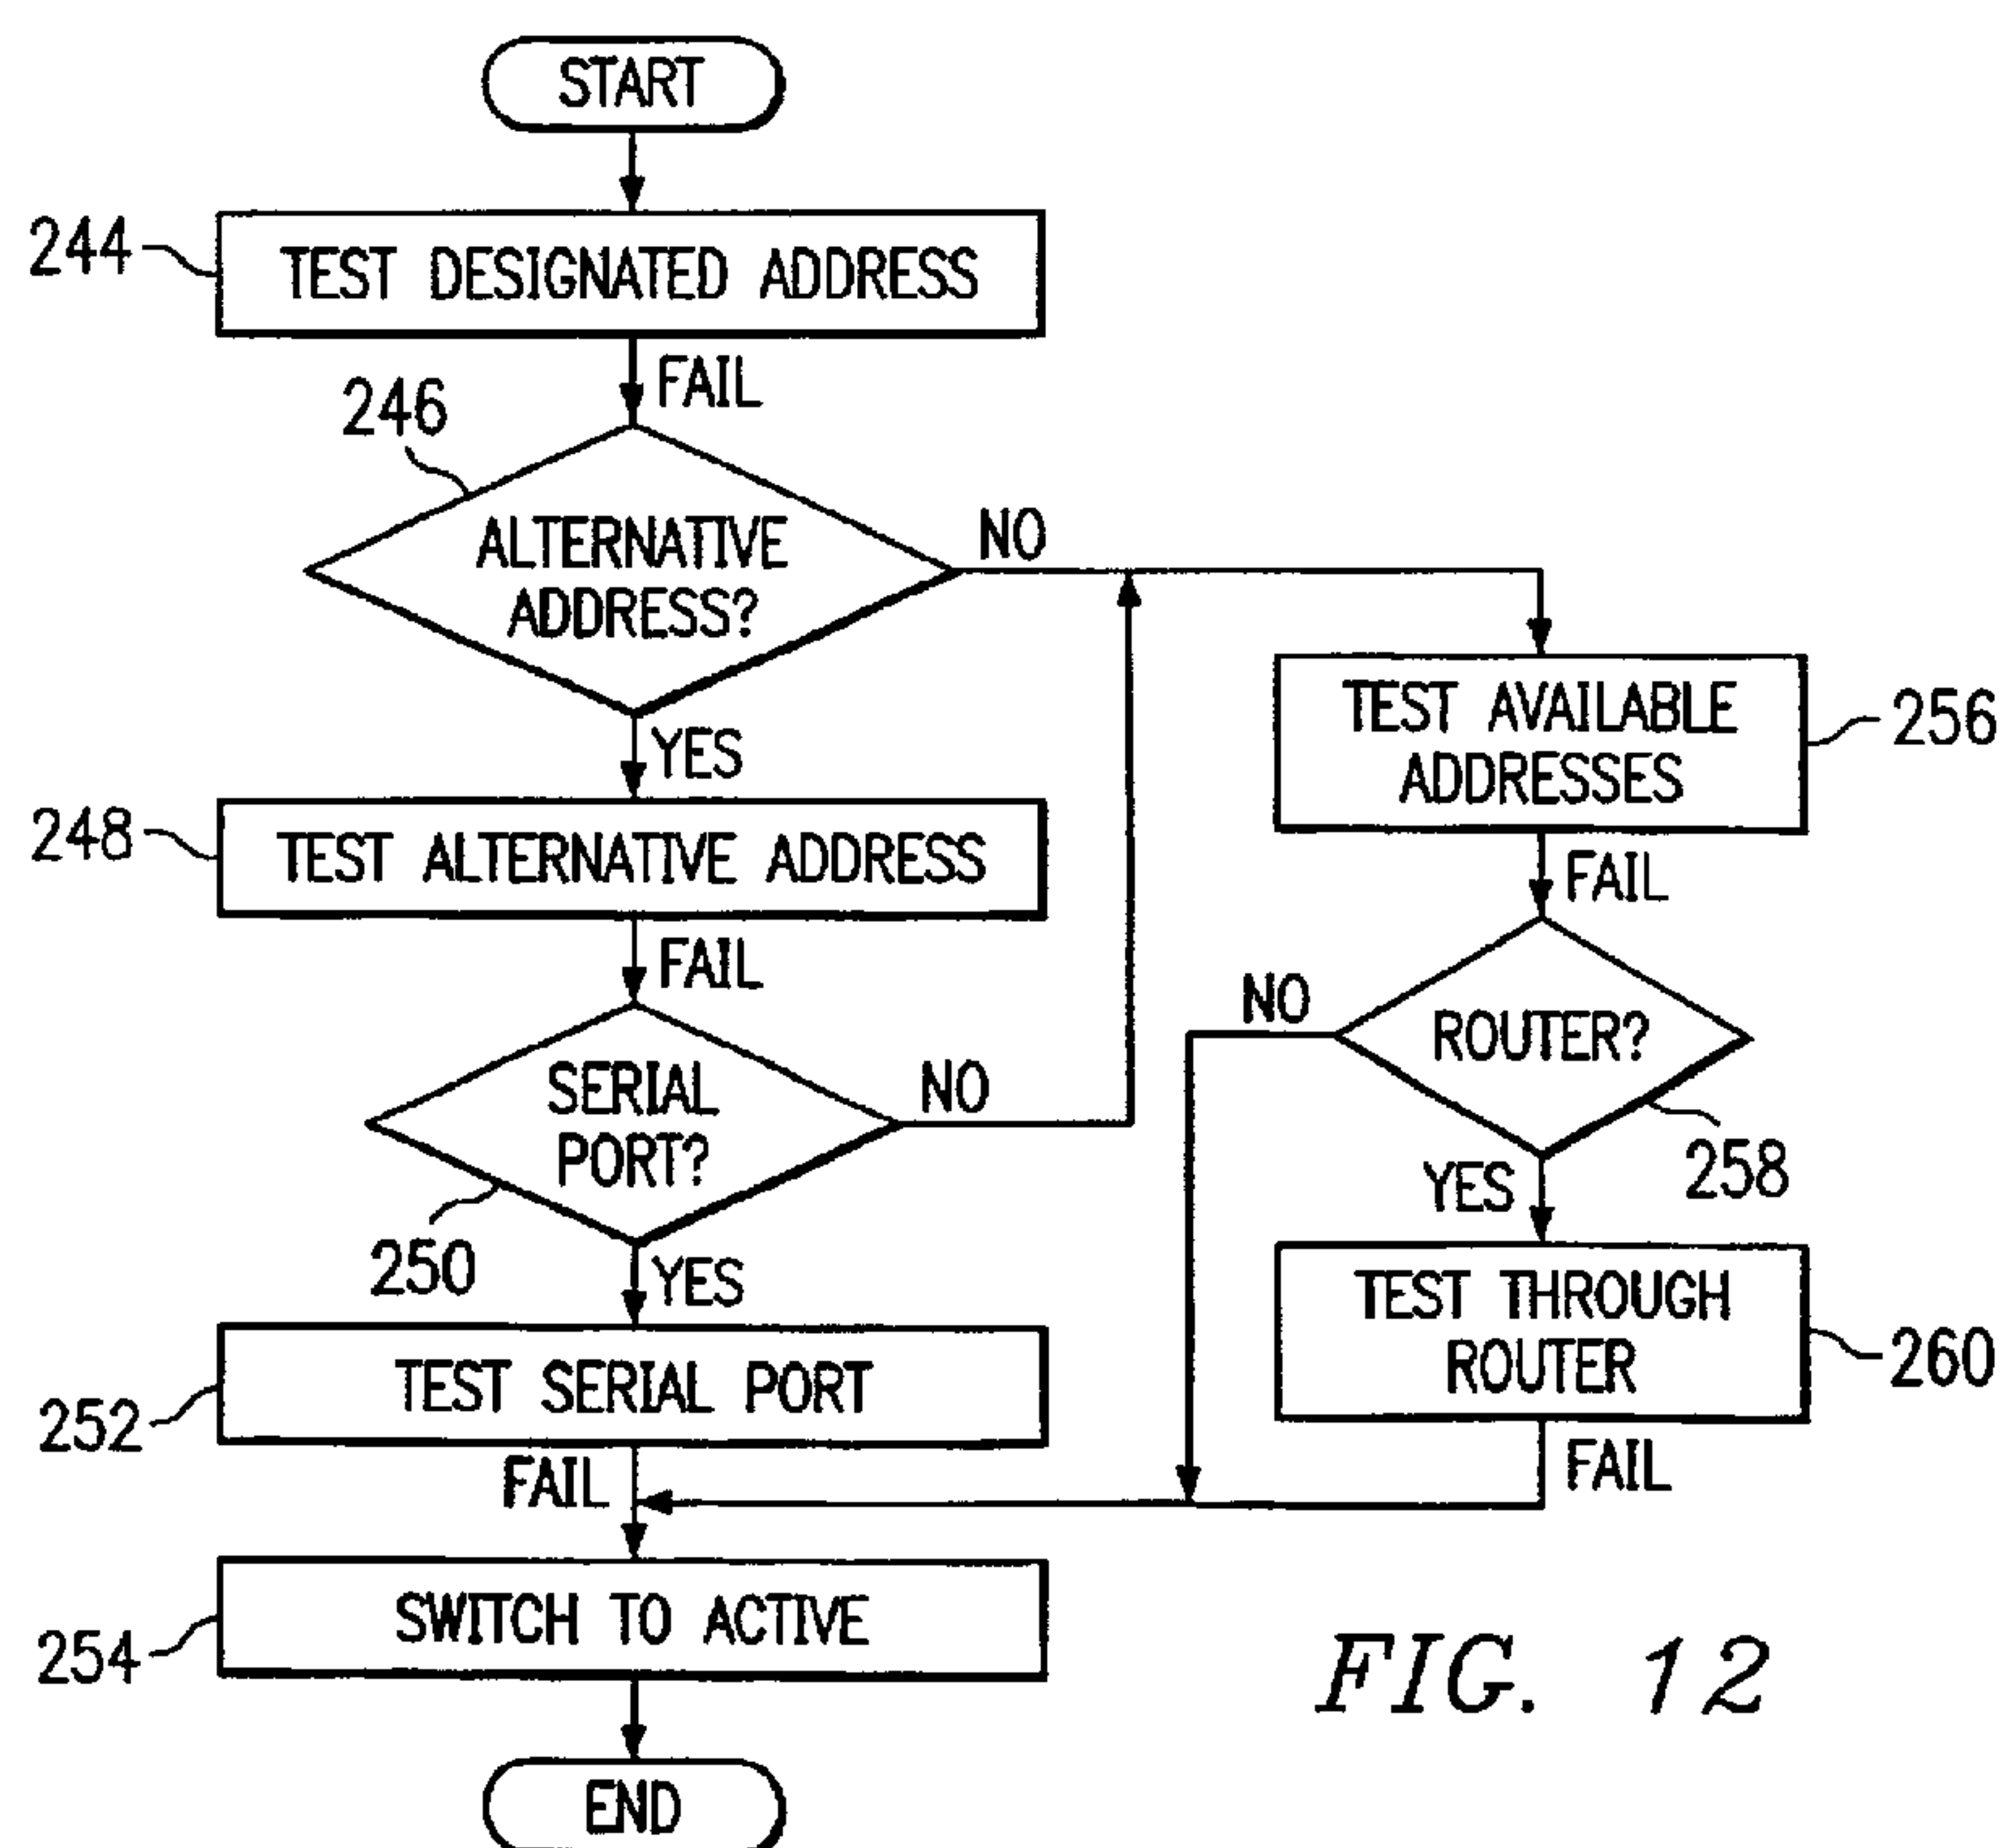 START
244
TEST DESIGNATED ADDRESS
FAIL
246
ALTERNATIVE
ADDRESS?
NO
YES
248
TEST ALTERNATIVE ADDRESS
FAIL
SERIAL
PORT?
NO
250
YES
252
TEST SERIAL PORT
FAIL
254
SWITCH TO ACTIVE
END
TEST AVAILABLE
ADDRESSES
256
FAIL
NO
ROUTER?
258
YES
TEST THROUGH
ROUTER
260
FAIL
FIG. 12